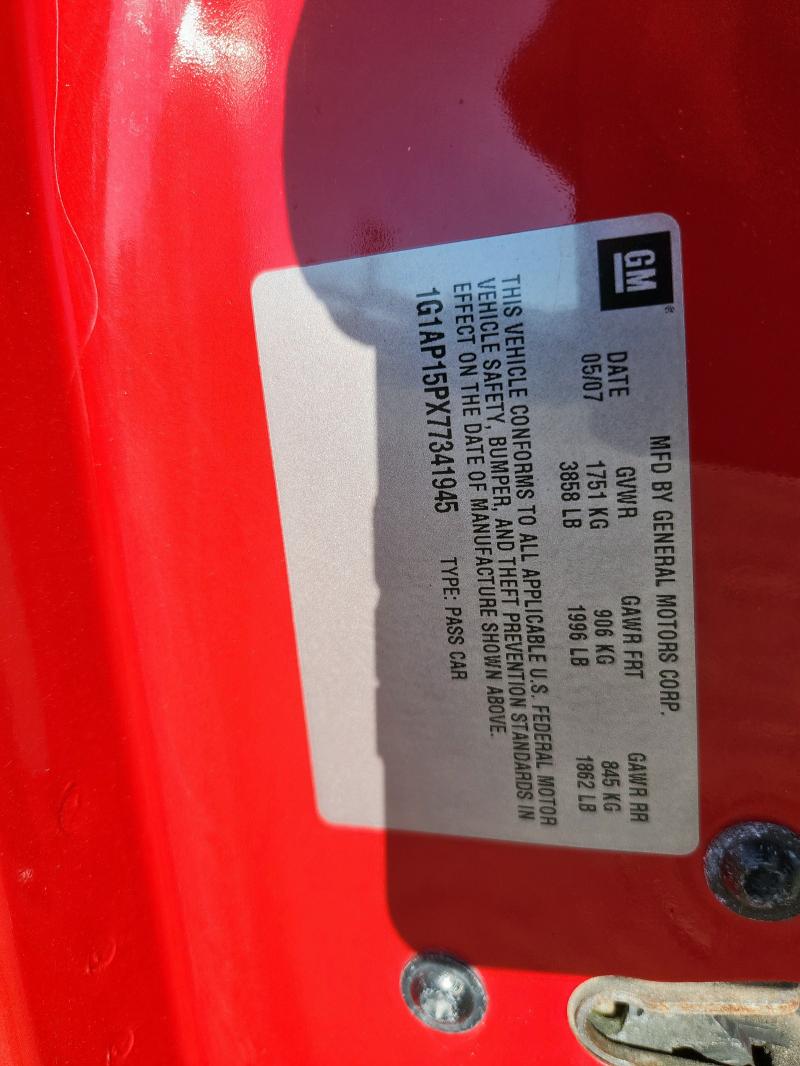 GM®
MFD BY GENERAL MOTORS CORP.
DATE GVWR GAWR FRT GAWR RR
05/07 1751 KG 906 KG 845 KG
3858 LB 1996 LB 1862 LB
THIS VEHICLE CONFORMS TO ALL APPLICABLE U.S. FEDERAL MOTOR
VEHICLE SAFETY, BUMPER, AND THEFT PREVENTION STANDARDS IN
EFFECT ON THE DATE OF MANUFACTURE SHOWN ABOVE.
1G1AP15PX77341945 TYPE: PASS CAR